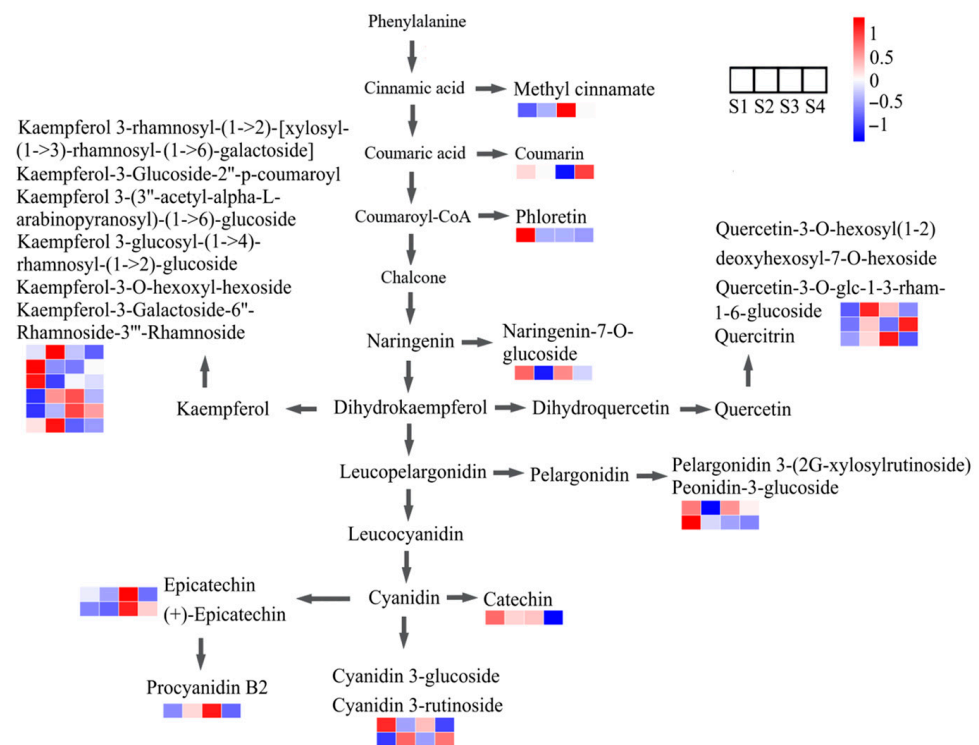 Phenylalanine
Cinnamic acid
Methyl cinnamate
1
0.5
0
−0.5
−1
S1 S2 S3 S4
Kaempferol 3-rhamnosyl-(1->2)-[xylosyl-
(1->3)-rhamnosyl-(1->6)-galactoside]
Kaempferol-3-Glucoside-2"-p-coumaroyl
Kaempferol 3-(3"-acetyl-alpha-L-
arabinopyranosyl)-(1->6)-glucoside
Kaempferol 3-glucosyl-(1->4)-
rhamnosyl-(1->2)-glucoside
Kaempferol-3-O-hexoxyl-hexoside
Kaempferol-3-Galactoside-6"-
Rhamnoside-3"'-Rhamnoside
Coumaric acid
Coumarin
Coumaroyl-CoA
Phloretin
Chalcone
Quercetin-3-O-hexosyl(1-2)
deoxyhexosyl-7-O-hexoside
Quercetin-3-O-glc-1-3-rham-
1-6-glucoside
Quercitrin
Naringenin
Naringenin-7-O-
glucoside
Kaempferol
Dihydrokaempferol
Dihydroquercetin
Quercetin
Leucopelargonidin
Pelargonidin
Pelargonidin 3-(2G-xylosylrutinoside)
Peonidin-3-glucoside
Leucocyanidin
Epicatechin
(+)-Epicatechin
Cyanidin
Catechin
Procyanidin B2
Cyanidin 3-glucoside
Cyanidin 3-rutinoside